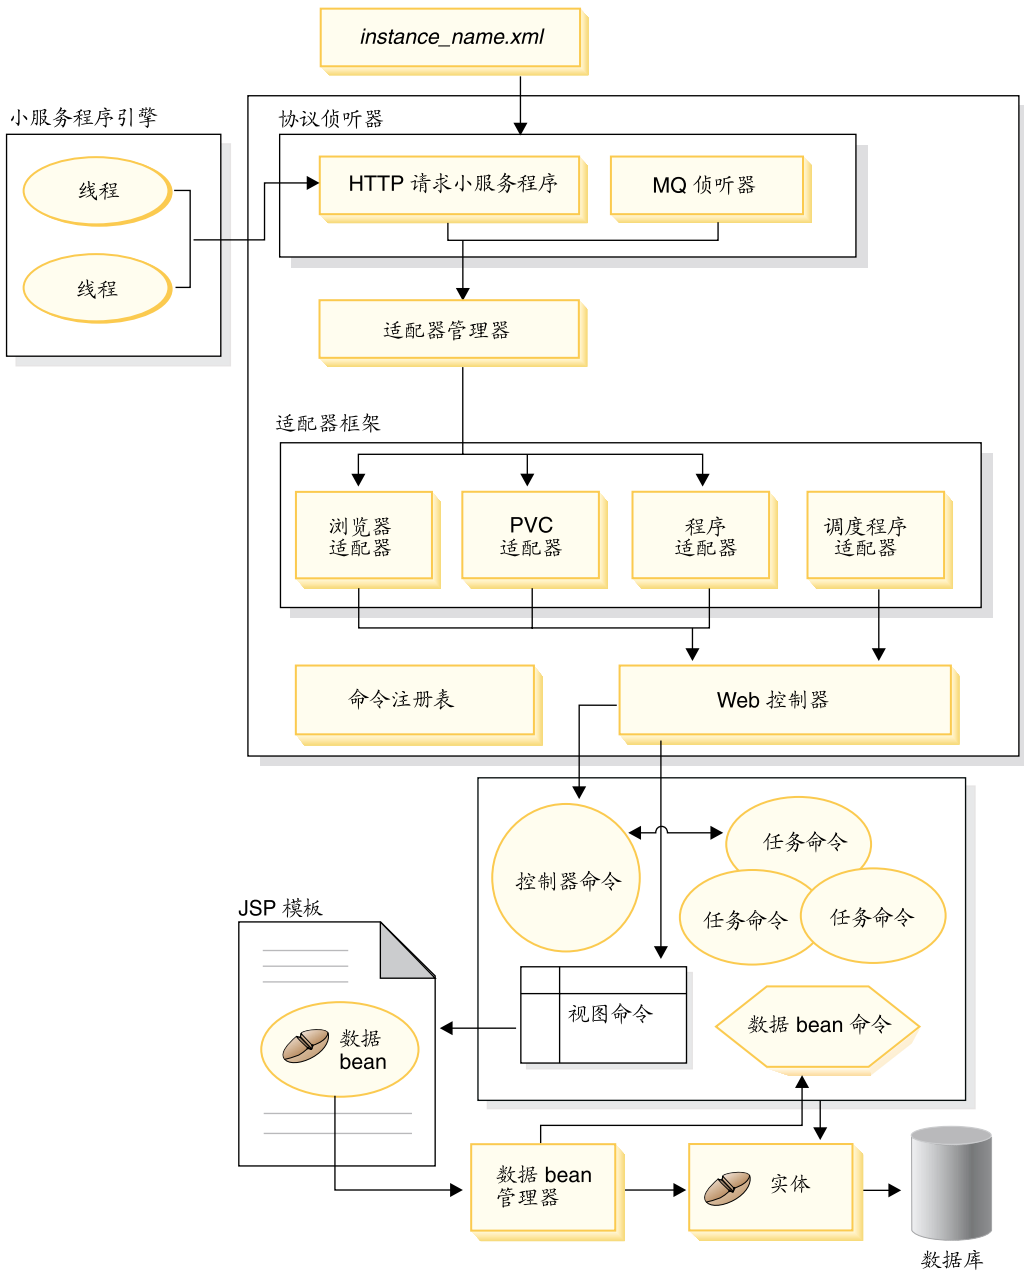 instance_name.xml
小服务程序引擎
协议侦听器
线程
HTTP 请求小服务程序
MQ 侦听器
线程
适配器管理器
适配器框架
浏览器
适配器
PVC
适配器
程序
适配器
调度程序
适配器
命令注册表
Web 控制器
控制器命令
任务命令
任务命令
任务命令
JSP 模板
视图命令
数据 bean 命令
数据
bean
数据 bean
管理器
实体
数据库